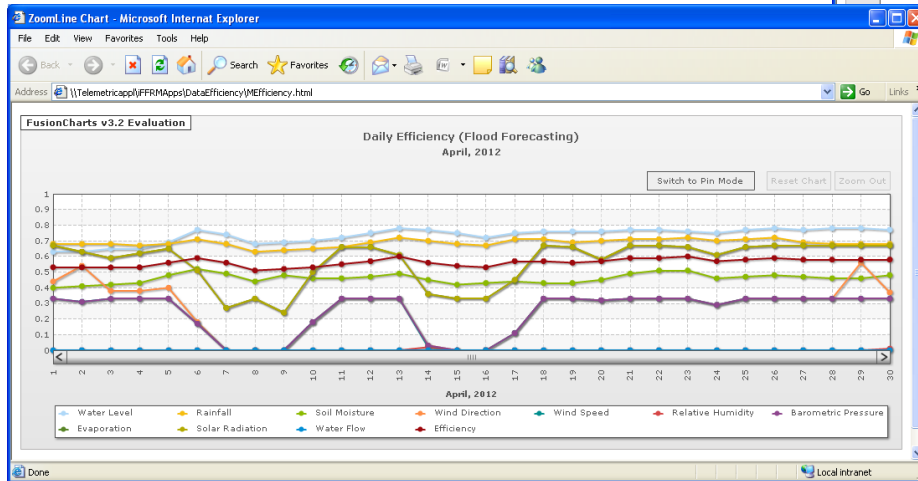 ZoomLine Chart - Microsoft Internat Explorer
File Edit View Favorites Tools Help
Back Search Favorites
Address \\Telemetricappl\iFFRMApps\DataEfficiency\MEfficiency.html Go Links
FusionCharts v3.2 Evaluation
Daily Efficiency (Flood Forecasting)
April, 2012
Switch to Pin Mode Reset Chart Zoom Out
1
0.9
0.8
0.7
0.6
0.5
0.4
0.3
0.2
0.1
0
1 2 3 4 5 6 7 8 9 10 11 12 13 14 15 16 17 18 19 20 21 22 23 24 25 26 27 28 29 30
April, 2012
Water Level Rainfall Soil Moisture Wind Direction Wind Speed Relative Humidity Barometric Pressure
Evaporation Solar Radiation Water Flow Efficiency
Done Local intranet